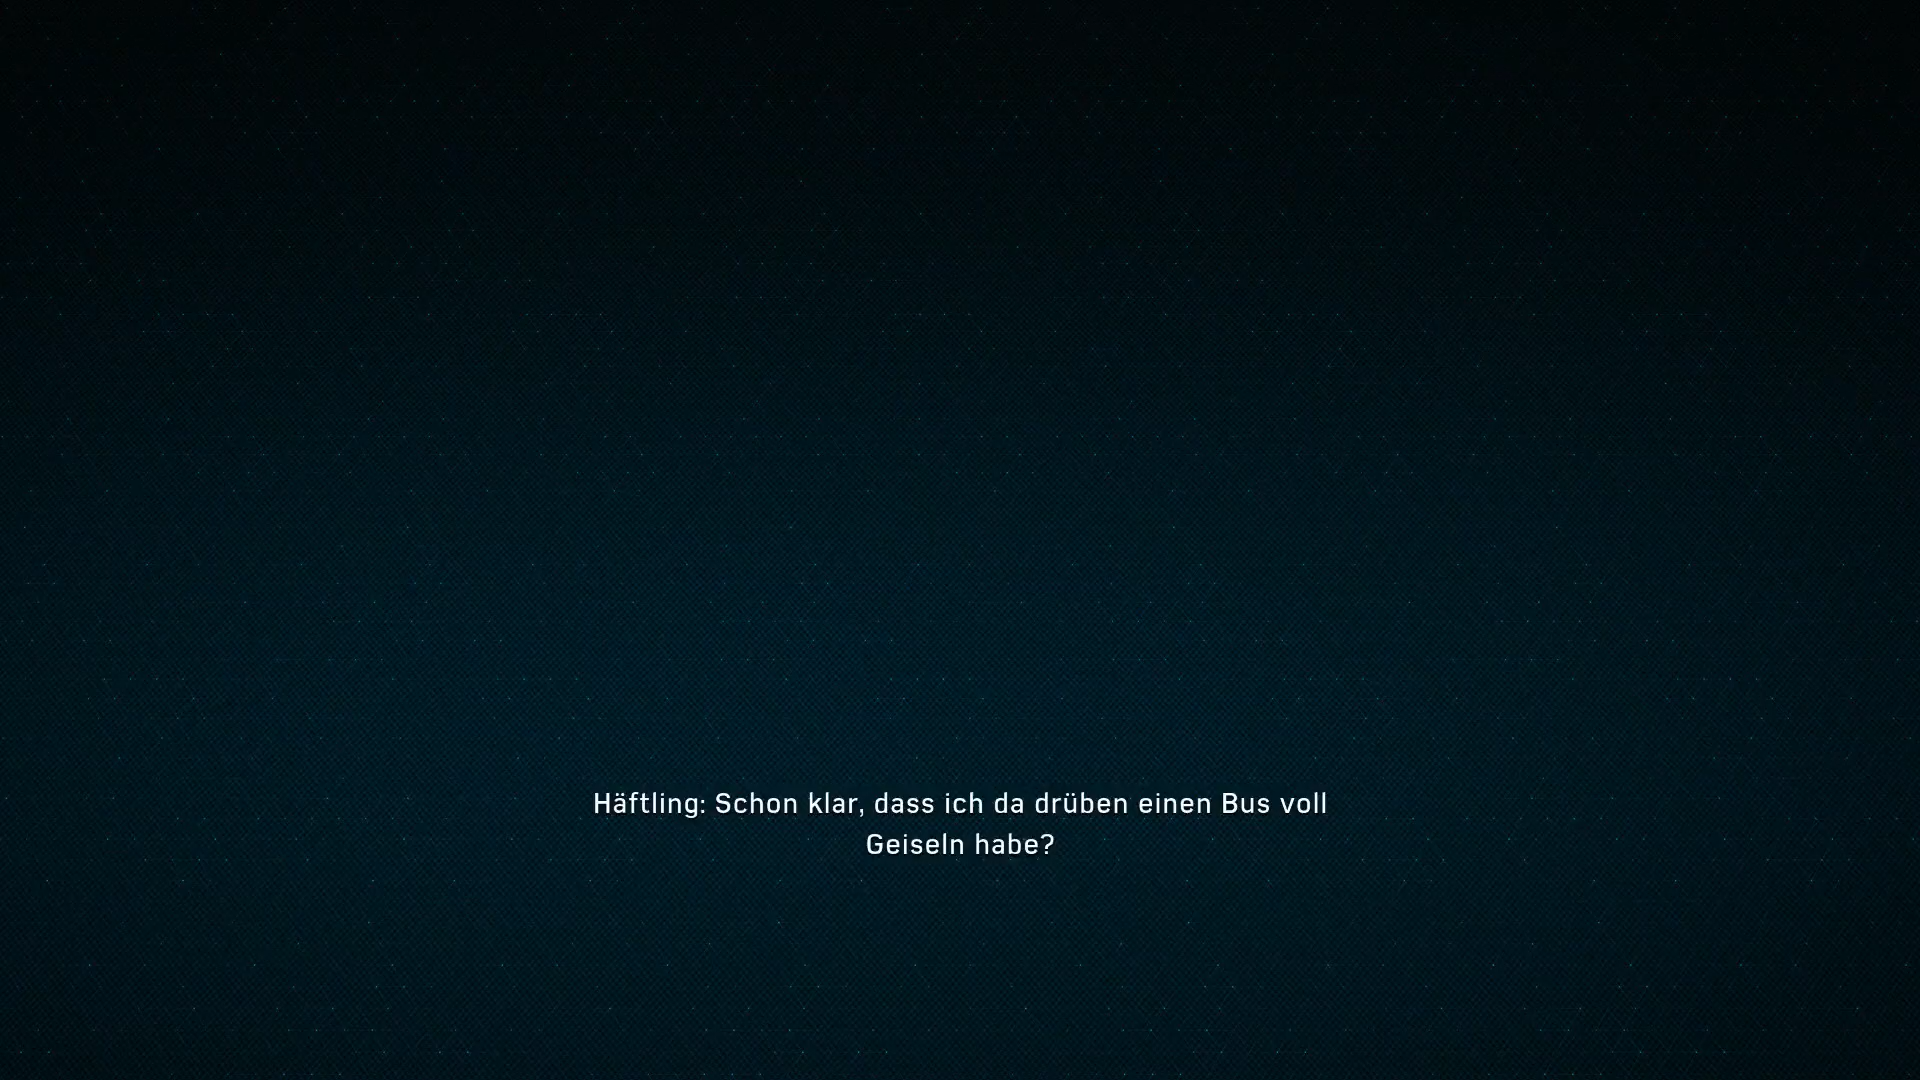 Häftling: Schon klar, dass ich da drüben einen Bus voll
Geiseln habe?